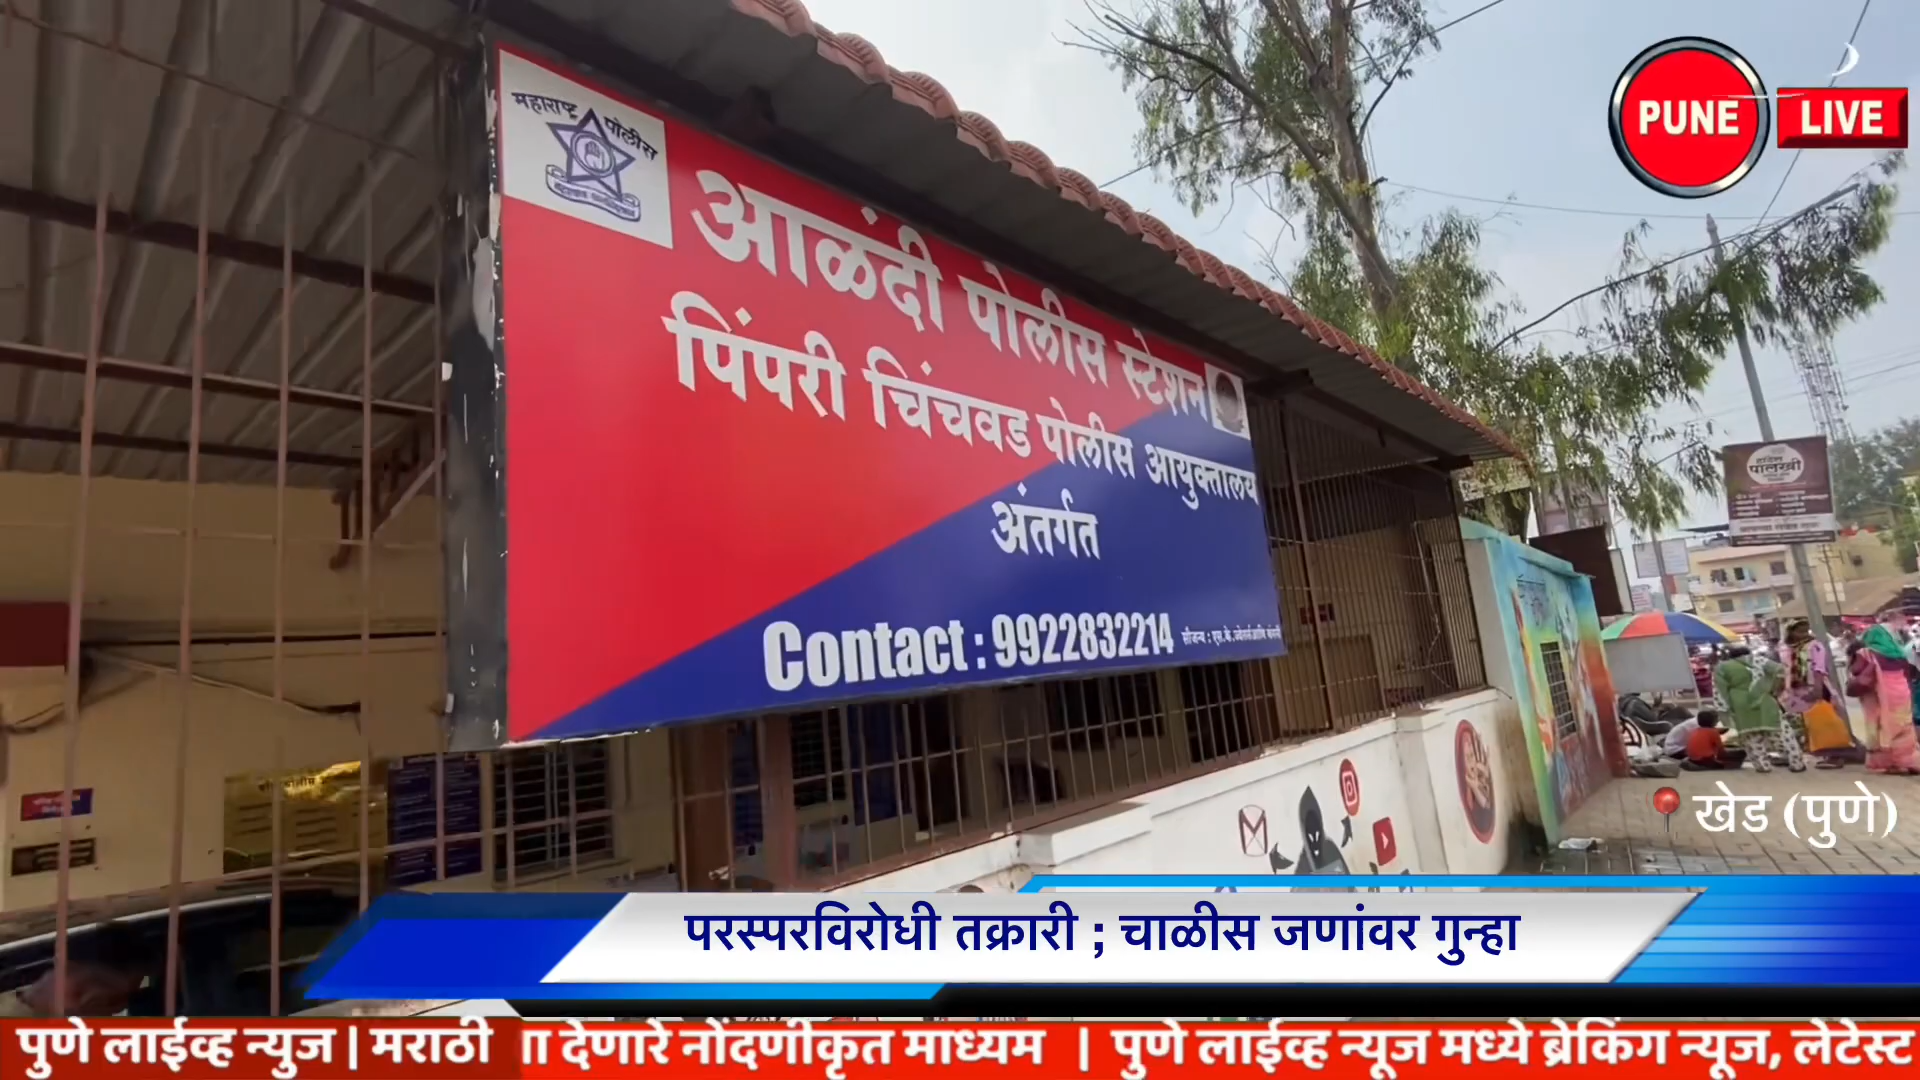 महाराष्ट्र पोलीस
आळंदी पोलीस स्टेशन
पिंपरी चिंचवड पोलीस आयुक्तालय
अंतर्गत
Contact : 9922832214
PUNE LIVE
पालखी
खेड (पुणे)
परस्परविरोधी तक्रारी ; चाळीस जणांवर गुन्हा
पुणे लाईव्ह न्युज | मराठी
देणारे नोंदणीकृत माध्यम | पुणे लाईव्ह न्यूज मध्ये ब्रेकिंग न्यूज, लेटेस्ट